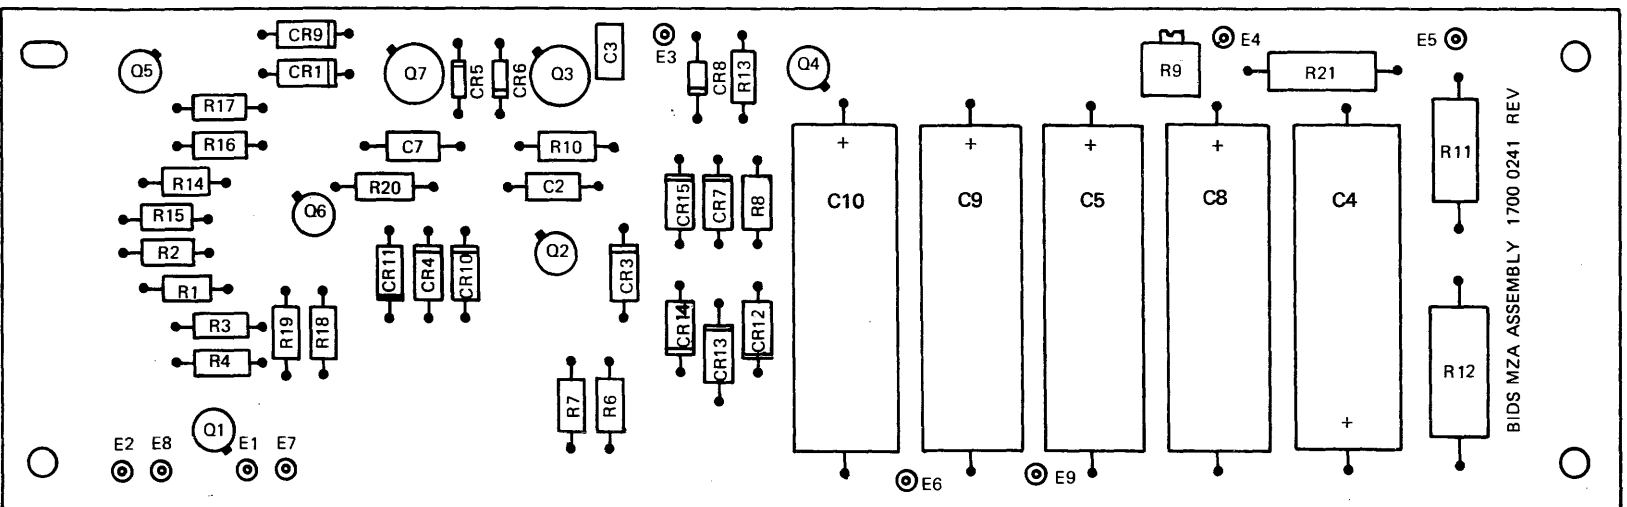 CR9
E3
E4
E5
Q5
CR1
Q7
CR5
CR6
Q3
C3
CR8
R13
Q4
R9
R21
R17
R16
C7
R10
R11
R14
R20
C2
CR15
CR7
R8
+
+
+
+
C10
C9
C5
C8
C4
R15
Q6
R2
CR11
CR4
CR10
Q2
CR3
R1
R3
R19
R18
R4
CR14
CR13
CR12
R12
R7
R6
+
Q1
E2
E8
E1
E7
E6
E9
BIDS MZA ASSEMBLY 1700 0241 REV